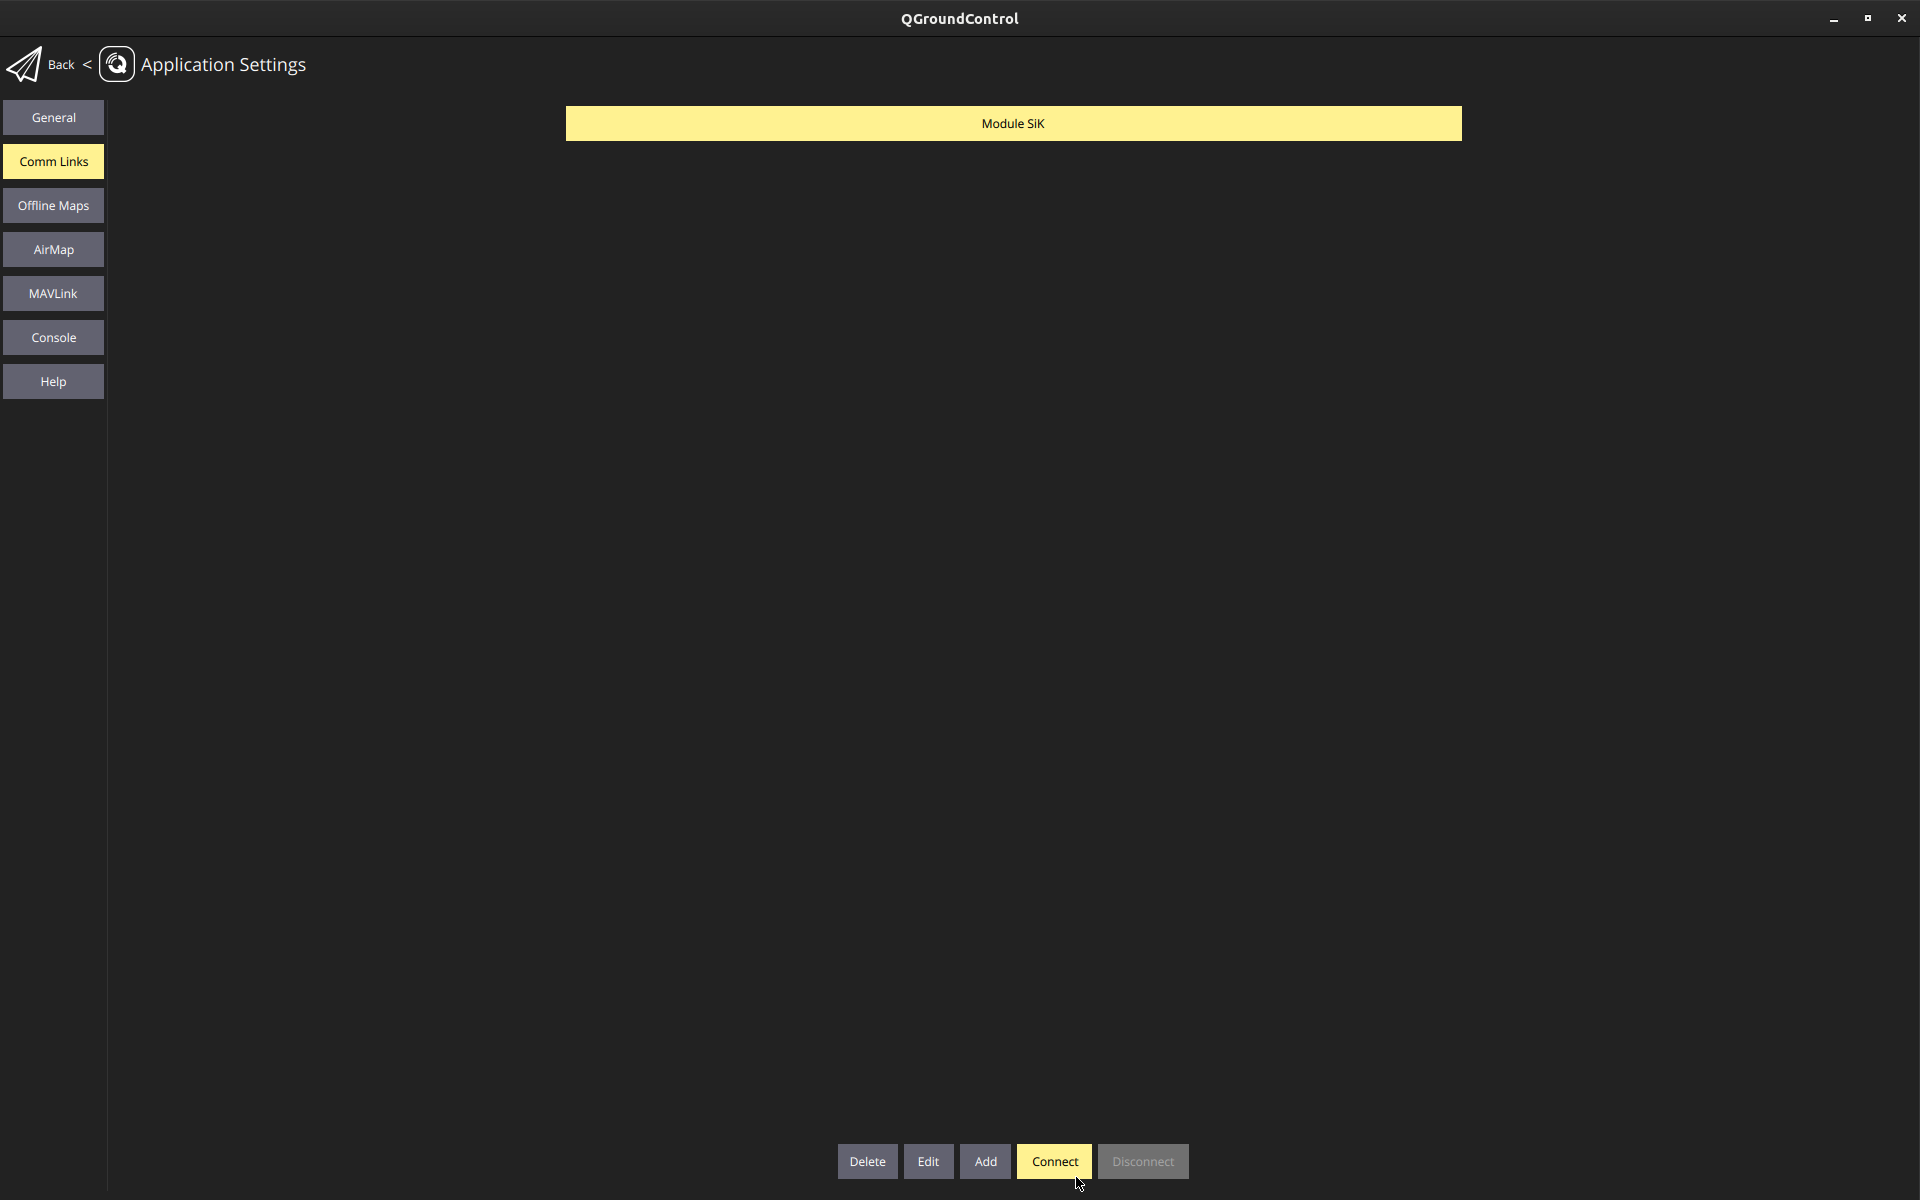 QGroundControl
Back < Application Settings
General
Comm Links
Offline Maps
AirMap
MAVLink
Console
Help
Module SiK
Delete Edit Add Connect Disconnect